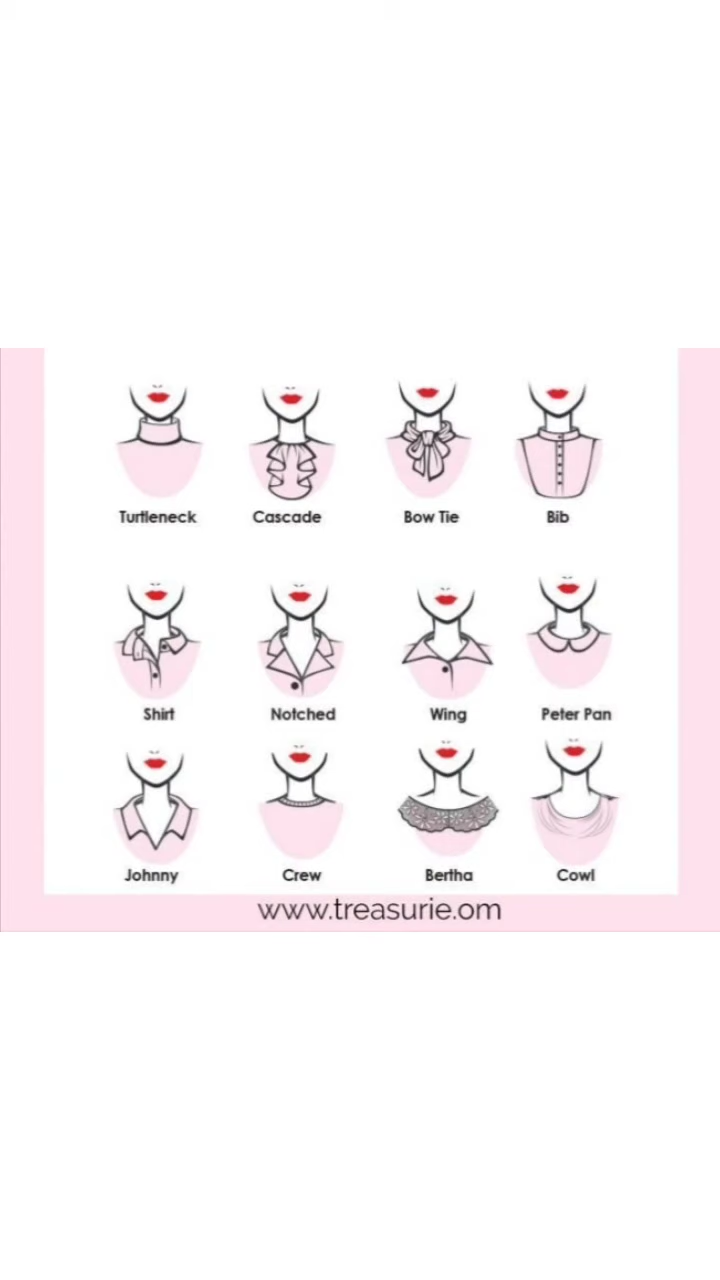 Turtleneck Cascade Bow Tie Bib
Shirt Notched Wing Peter Pan
Johnny Crew Bertha Cowl
www.treasurie.om